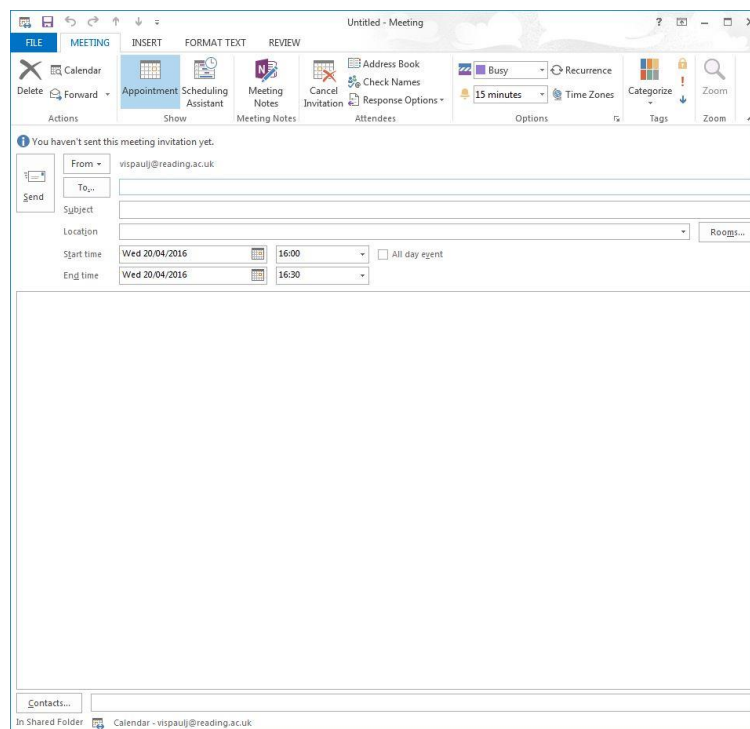 Untitled - Meeting
FILE MEETING INSERT FORMAT TEXT REVIEW
Delete
Calendar
Forward
Actions
Appointment
Scheduling
Assistant
Show
Meeting
Notes
Meeting Notes
Cancel
Invitation
Address Book
Check Names
Response Options
Attendees
Busy
Recurrence
15 minutes
Time Zones
Options
Categorize
Tags
Zoom
Zoom
You haven't sent this meeting invitation yet.
Send
From vispaulj@reading.ac.uk
To...
Subject
Location Rooms...
Start time Wed 20/04/2016 16:00 All day event
End time Wed 20/04/2016 16:30
Contacts...
In Shared Folder Calendar - vispaulj@reading.ac.uk